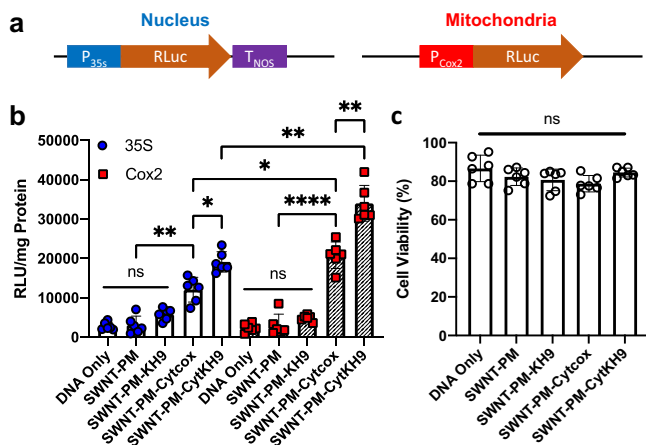 a
Nucleus
Mitochondria
P35s RLuc TNOS
PCox2 RLuc
b
35S
Cox2
RLU/mg Protein
50000
40000
30000
20000
10000
0
ns
**
*
*
**
**
****
ns
DNA Only
SWNT-PM
SWNT-PM-KH9
SWNT-PM-Cytcox
SWNT-PM-CytKH9
DNA Only
SWNT-PM
SWNT-PM-KH9
SWNT-PM-Cytcox
SWNT-PM-CytKH9
c
ns
Cell Viability (%)
100
80
60
40
20
0
DNA Only
SWNT-PM
SWNT-PM-KH9
SWNT-PM-Cytcox
SWNT-PM-CytKH9